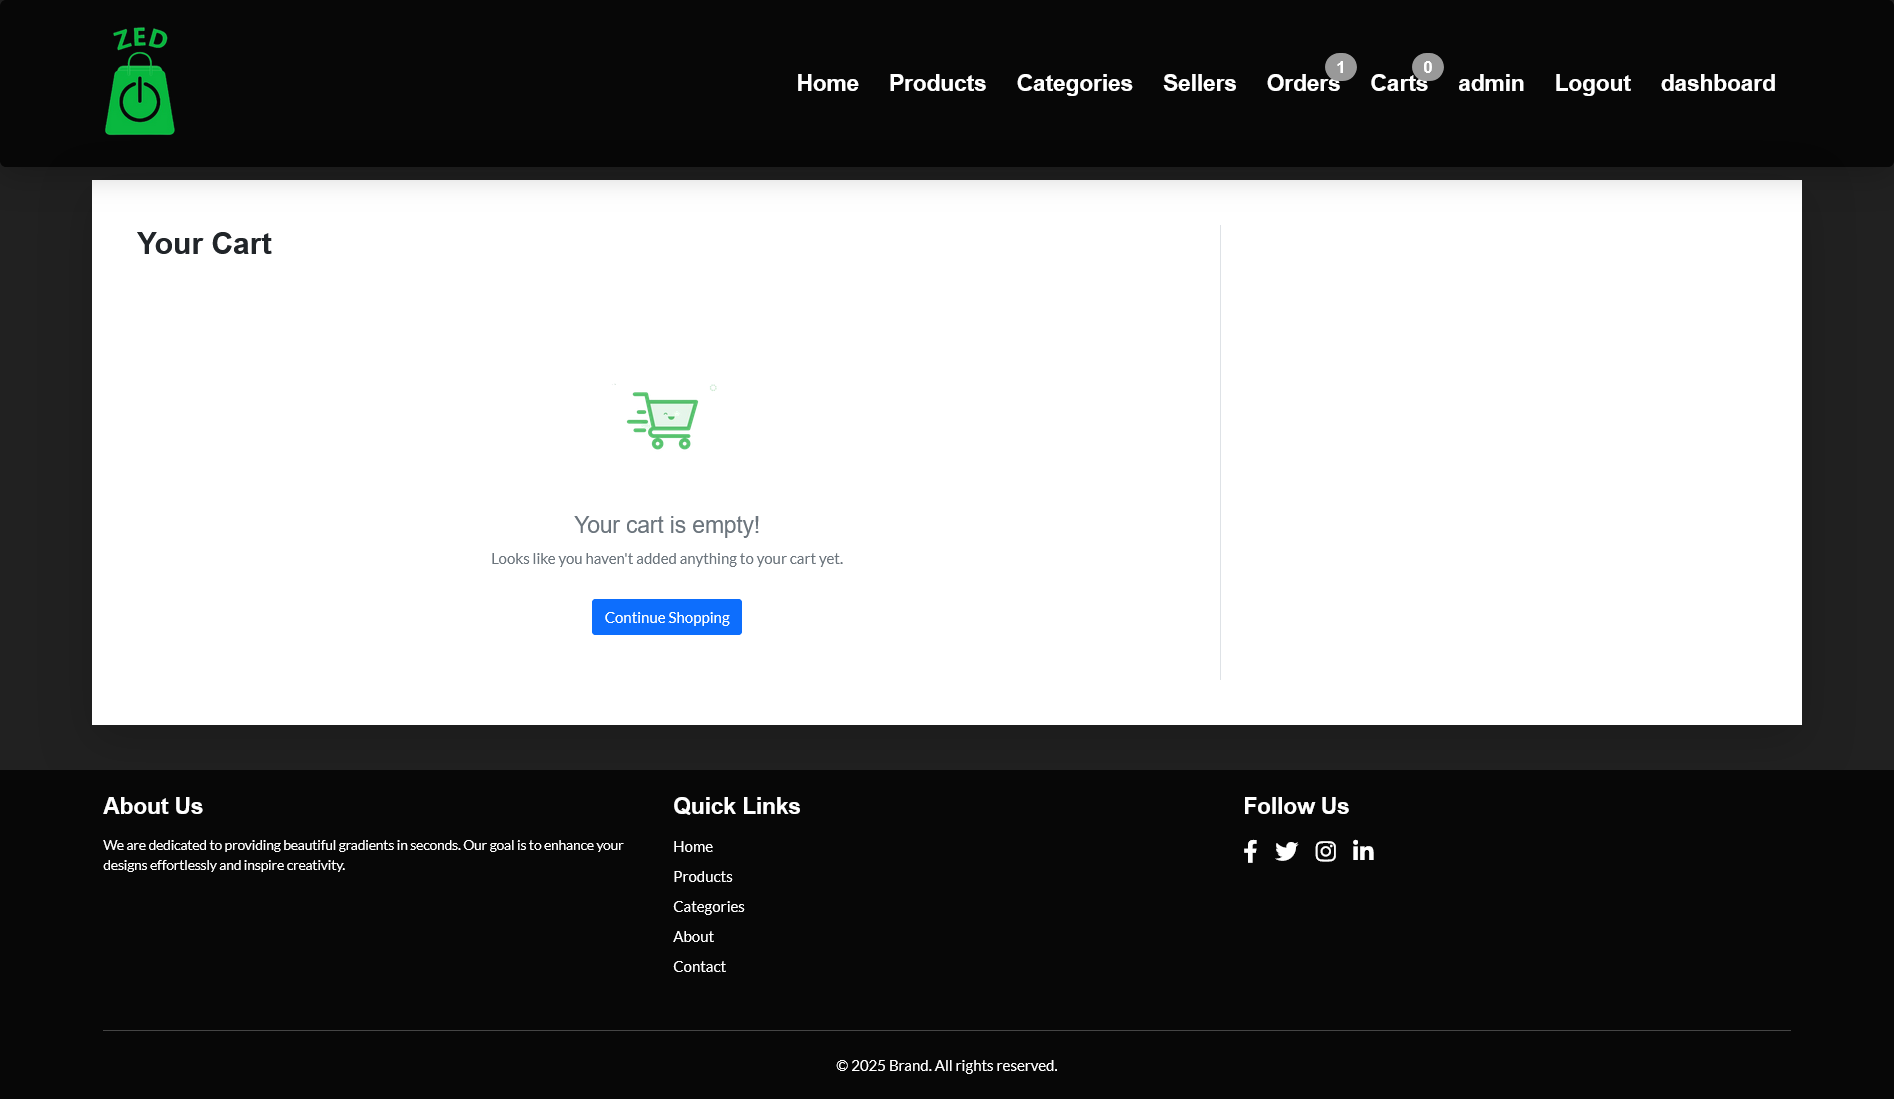 ZED
Home Products Categories Sellers Orders 1 Carts 0 admin Logout dashboard
Your Cart
Your cart is empty!
Looks like you haven't added anything to your cart yet.
Continue Shopping
About Us
We are dedicated to providing beautiful gradients in seconds. Our goal is to enhance your
designs effortlessly and inspire creativity.
Quick Links
Home
Products
Categories
About
Contact
Follow Us
© 2025 Brand. All rights reserved.